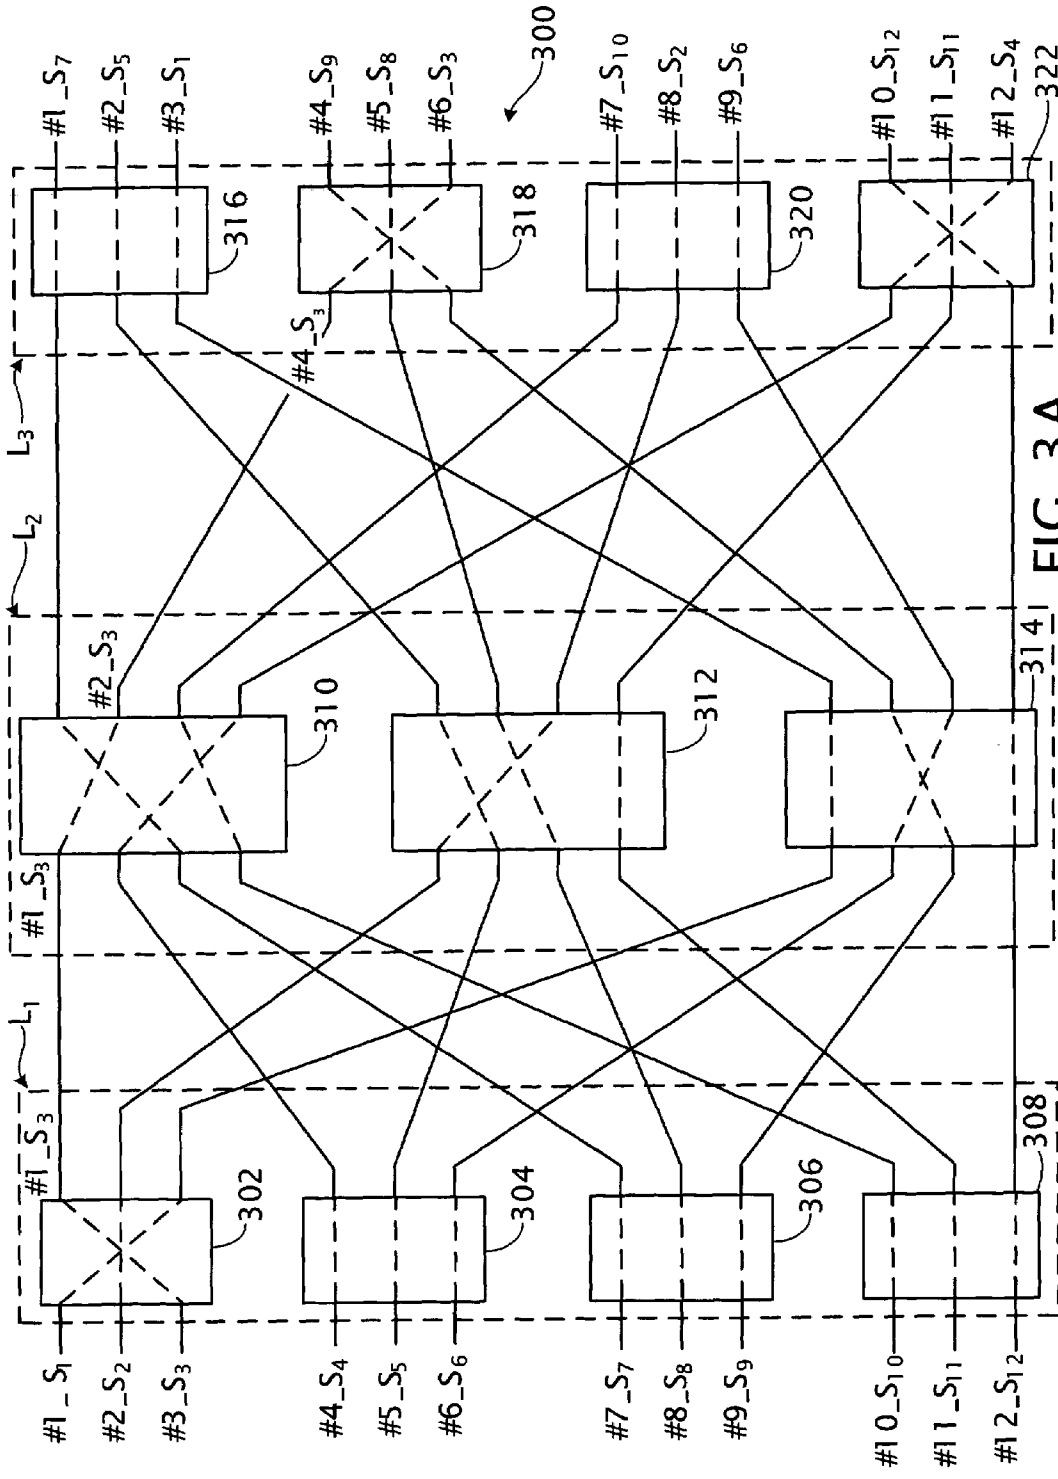 #1_S1
#2_S2
#3_S3
#4_S4
#5_S5
#6_S6
#7_S7
#8_S8
#9_S9
#10_S10
#11_S11
#12_S12
L1
#1_S3
302
304
306
308
L2
#1_S3
#2_S3
310
312
314
L3
#4_S3
316
318
320
322
#1_S7
#2_S5
#3_S1
#4_S9
#5_S8
#6_S3
#7_S10
#8_S2
#9_S6
#10_S12
#11_S11
#12_S4
300
FIG. 3A